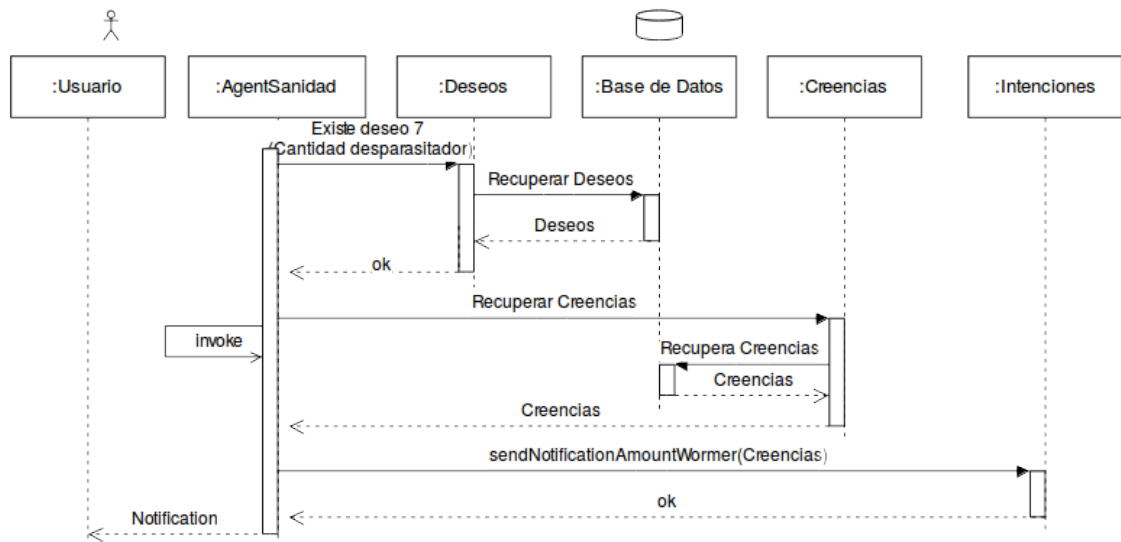 :Usuario
:AgentSanidad
:Deseos
:Base de Datos
:Creencias
:Intenciones
Existe deseo 7
(Cantidad desparasitador)
Recuperar Deseos
Deseos
ok
Recuperar Creencias
invoke
Recupera Creencias
Creencias
Creencias
sendNotificationAmountWormer(Creencias)
ok
Notification